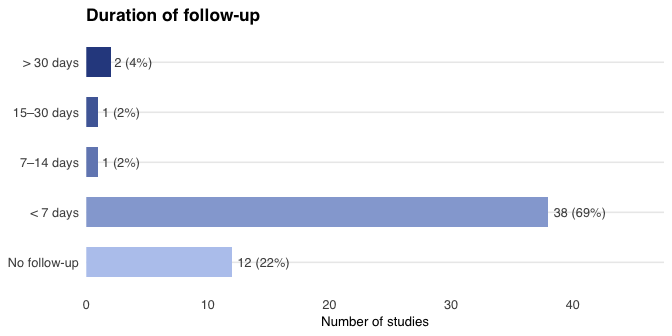 Duration of follow-up
> 30 days 2 (4%)
15–30 days 1 (2%)
7–14 days 1 (2%)
< 7 days 38 (69%)
No follow-up 12 (22%)
0 10 20 30 40
Number of studies